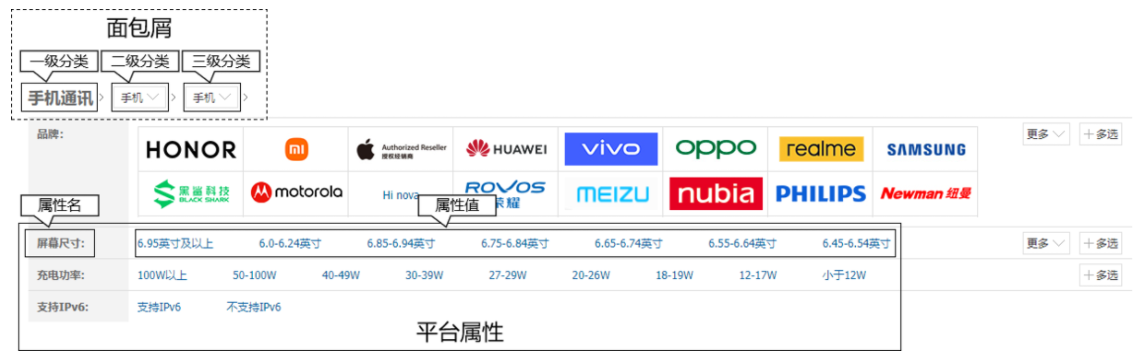 面包屑
一级分类 二级分类 三级分类
手机通讯 > 手机 > 手机 >
品牌:
HONOR mi Authorized Reseller 授权经销商 HUAWEI vivo oppo realme SAMSUNG 更多 +多选
黑鲨科技 BLACK SHARK motorola Hi nova ROVOS 荣耀 MEIZU nubia PHILIPS Newman 纽曼
属性名 属性值
屏幕尺寸: 6.95英寸及以上 6.0-6.24英寸 6.85-6.94英寸 6.75-6.84英寸 6.65-6.74英寸 6.55-6.64英寸 6.45-6.54英寸 更多 +多选
充电功率: 100W以上 50-100W 40-49W 30-39W 27-29W 20-26W 18-19W 12-17W 小于12W +多选
支持IPv6: 支持IPv6 不支持IPv6
平台属性